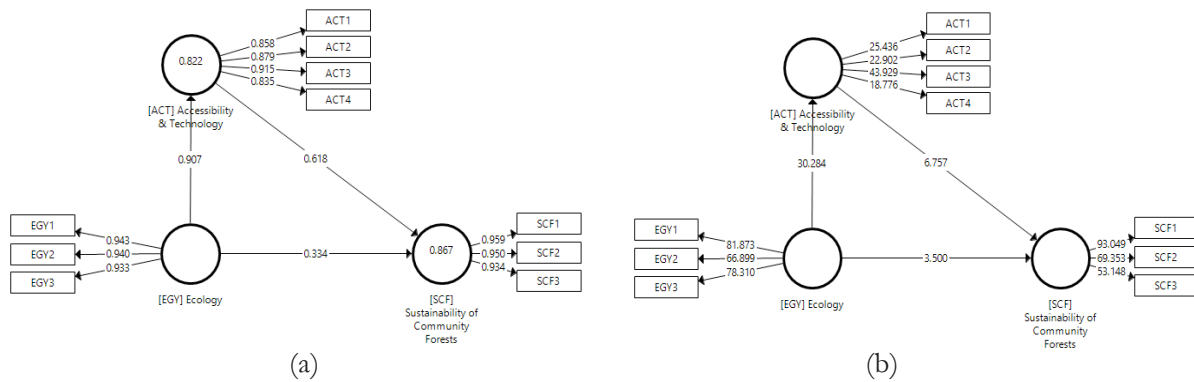 ACT1
ACT2
ACT3
ACT4
0.858
0.879
0.915
0.835
0.822
[ACT] Accessibility
& Technology
0.907
0.618
EGY1
EGY2
EGY3
0.943
0.940
0.933
[EGY] Ecology
0.334
0.867
[SCF]
Sustainability of
Community
Forests
0.959
0.950
0.934
SCF1
SCF2
SCF3
(a)
ACT1
ACT2
ACT3
ACT4
25.436
22.902
43.929
18.776
[ACT] Accessibility
& Technology
30.284
6.757
EGY1
EGY2
EGY3
81.873
66.899
78.310
[EGY] Ecology
3.500
[SCF]
Sustainability of
Community
Forests
93.049
69.353
53.148
SCF1
SCF2
SCF3
(b)